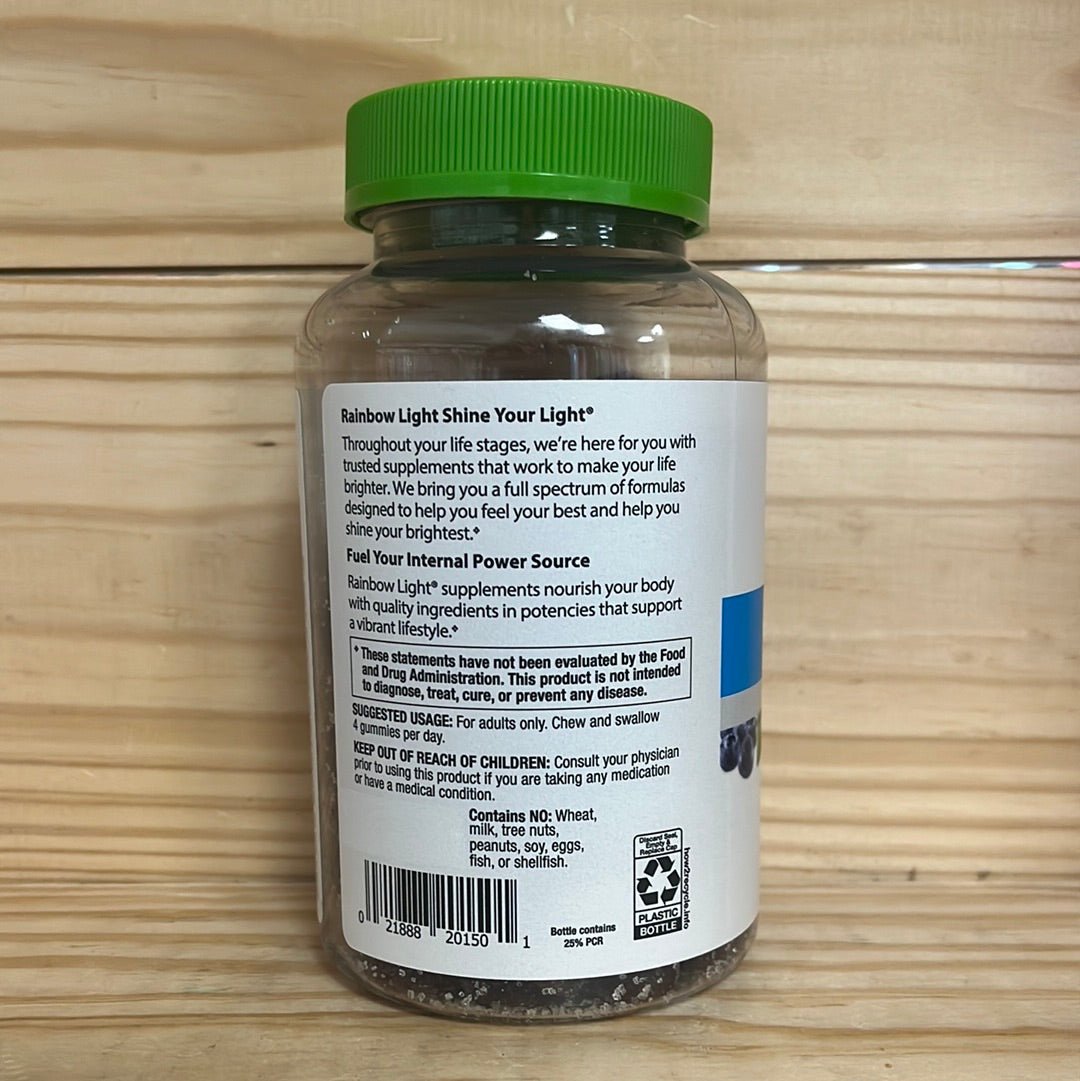 Rainbow Light Shine Your Light®
Throughout your life stages, we're here for you with
trusted supplements that work to make your life
brighter. We bring you a full spectrum of formulas
designed to help you feel your best and help you
shine your brightest.❖
Fuel Your Internal Power Source
Rainbow Light® supplements nourish your body
with quality ingredients in potencies that support
a vibrant lifestyle.❖
❖These statements have not been evaluated by the Food
and Drug Administration. This product is not intended
to diagnose, treat, cure, or prevent any disease.
SUGGESTED USAGE: For adults only. Chew and swallow
4 gummies per day.
KEEP OUT OF REACH OF CHILDREN: Consult your physician
prior to using this product if you are taking any medication
or have a medical condition.
Contains NO: Wheat,
milk, tree nuts,
peanuts, soy, eggs,
fish, or shellfish.
0 21888 20150 1
Bottle contains
25% PCR
Discard Seal,
Empty &
Replace Cap
PLASTIC
BOTTLE
how2recycle.info